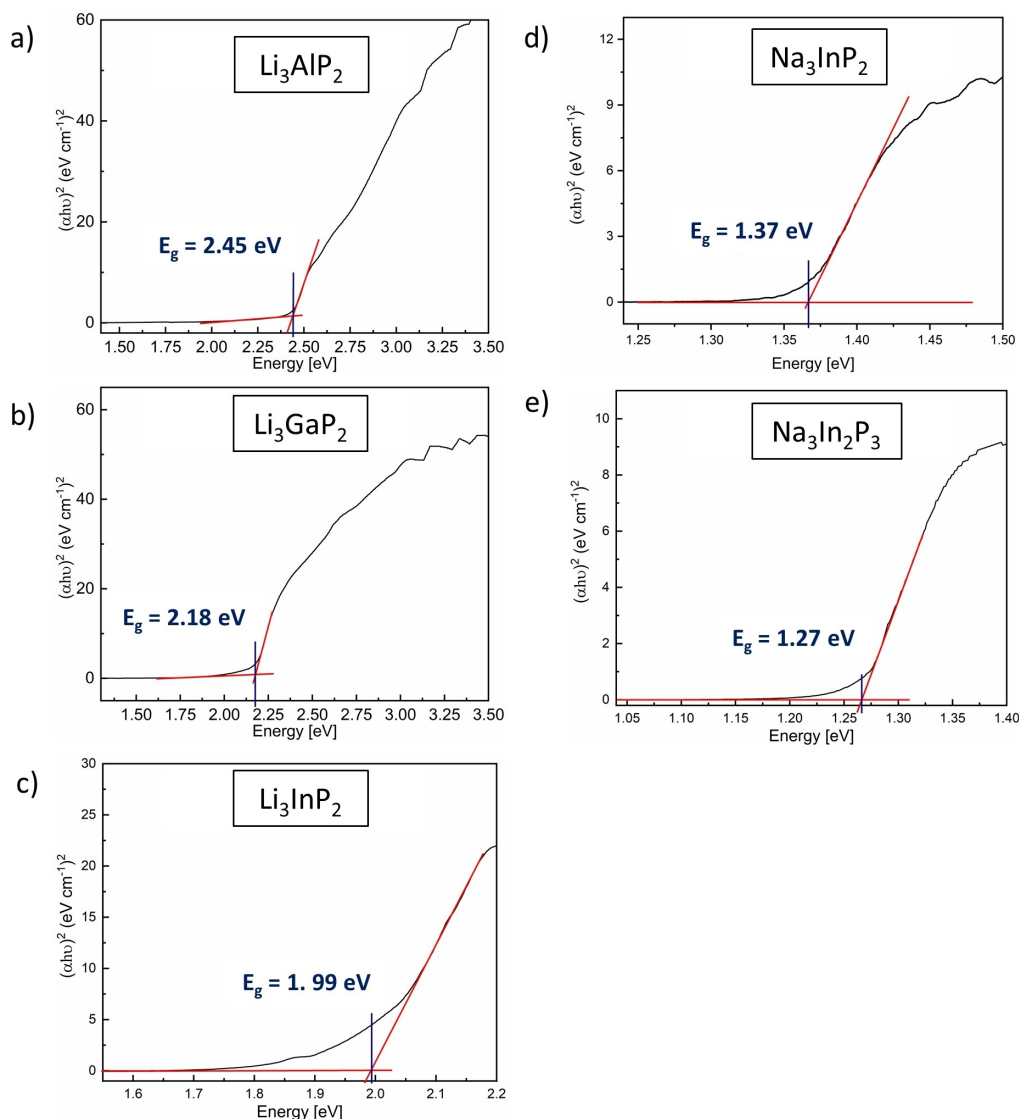 a)
Li₃AlP₂
(αhυ)² (eV cm⁻¹)²
60
40
20
0
E_g = 2.45 eV
1.50 1.75 2.00 2.25 2.50 2.75 3.00 3.25 3.50
Energy [eV]
d)
Na₃InP₂
(αhυ)² (eV cm⁻¹)²
12
9
6
3
0
E_g = 1.37 eV
1.25 1.30 1.35 1.40 1.45 1.50
Energy [eV]
b)
Li₃GaP₂
(αhυ)² (eV cm⁻¹)²
60
40
20
0
E_g = 2.18 eV
1.50 1.75 2.00 2.25 2.50 2.75 3.00 3.25 3.50
Energy [eV]
e)
Na₃In₂P₃
(αhυ)² (eV cm⁻¹)²
10
8
6
4
2
0
E_g = 1.27 eV
1.05 1.10 1.15 1.20 1.25 1.30 1.35 1.40
Energy [eV]
c)
Li₃InP₂
(αhυ)² (eV cm⁻¹)²
30
25
20
15
10
5
0
E_g = 1. 99 eV
1.6 1.7 1.8 1.9 2.0 2.1 2.2
Energy [eV]